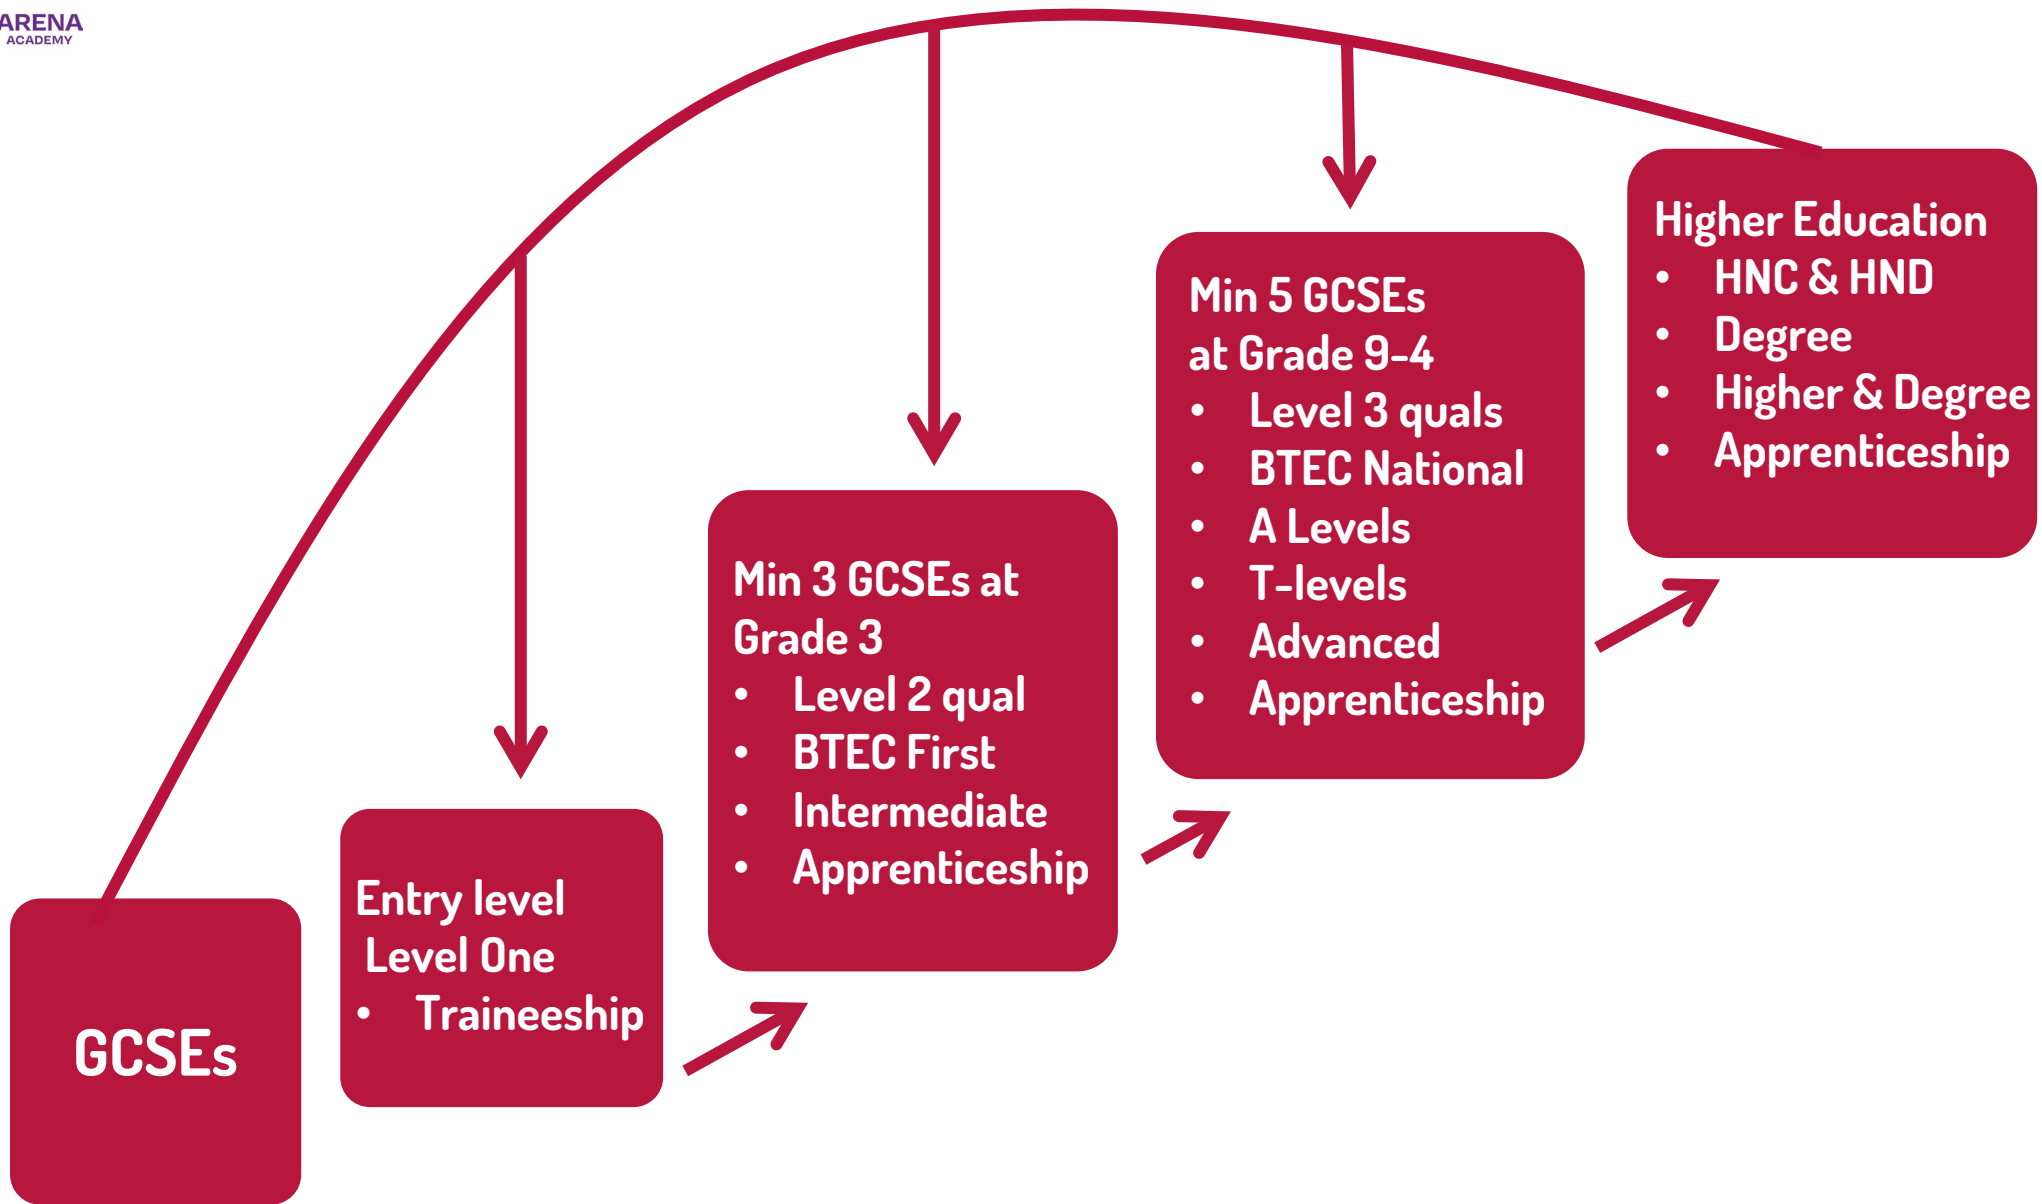 ARENA
ACADEMY
Higher Education
• HNC & HND
• Degree
• Higher & Degree
• Apprenticeship
Min 5 GCSEs
at Grade 9-4
• Level 3 quals
• BTEC National
• A Levels
• T-levels
• Advanced
• Apprenticeship
Min 3 GCSEs at
Grade 3
• Level 2 qual
• BTEC First
• Intermediate
• Apprenticeship
Entry level
Level One
• Traineeship
GCSEs